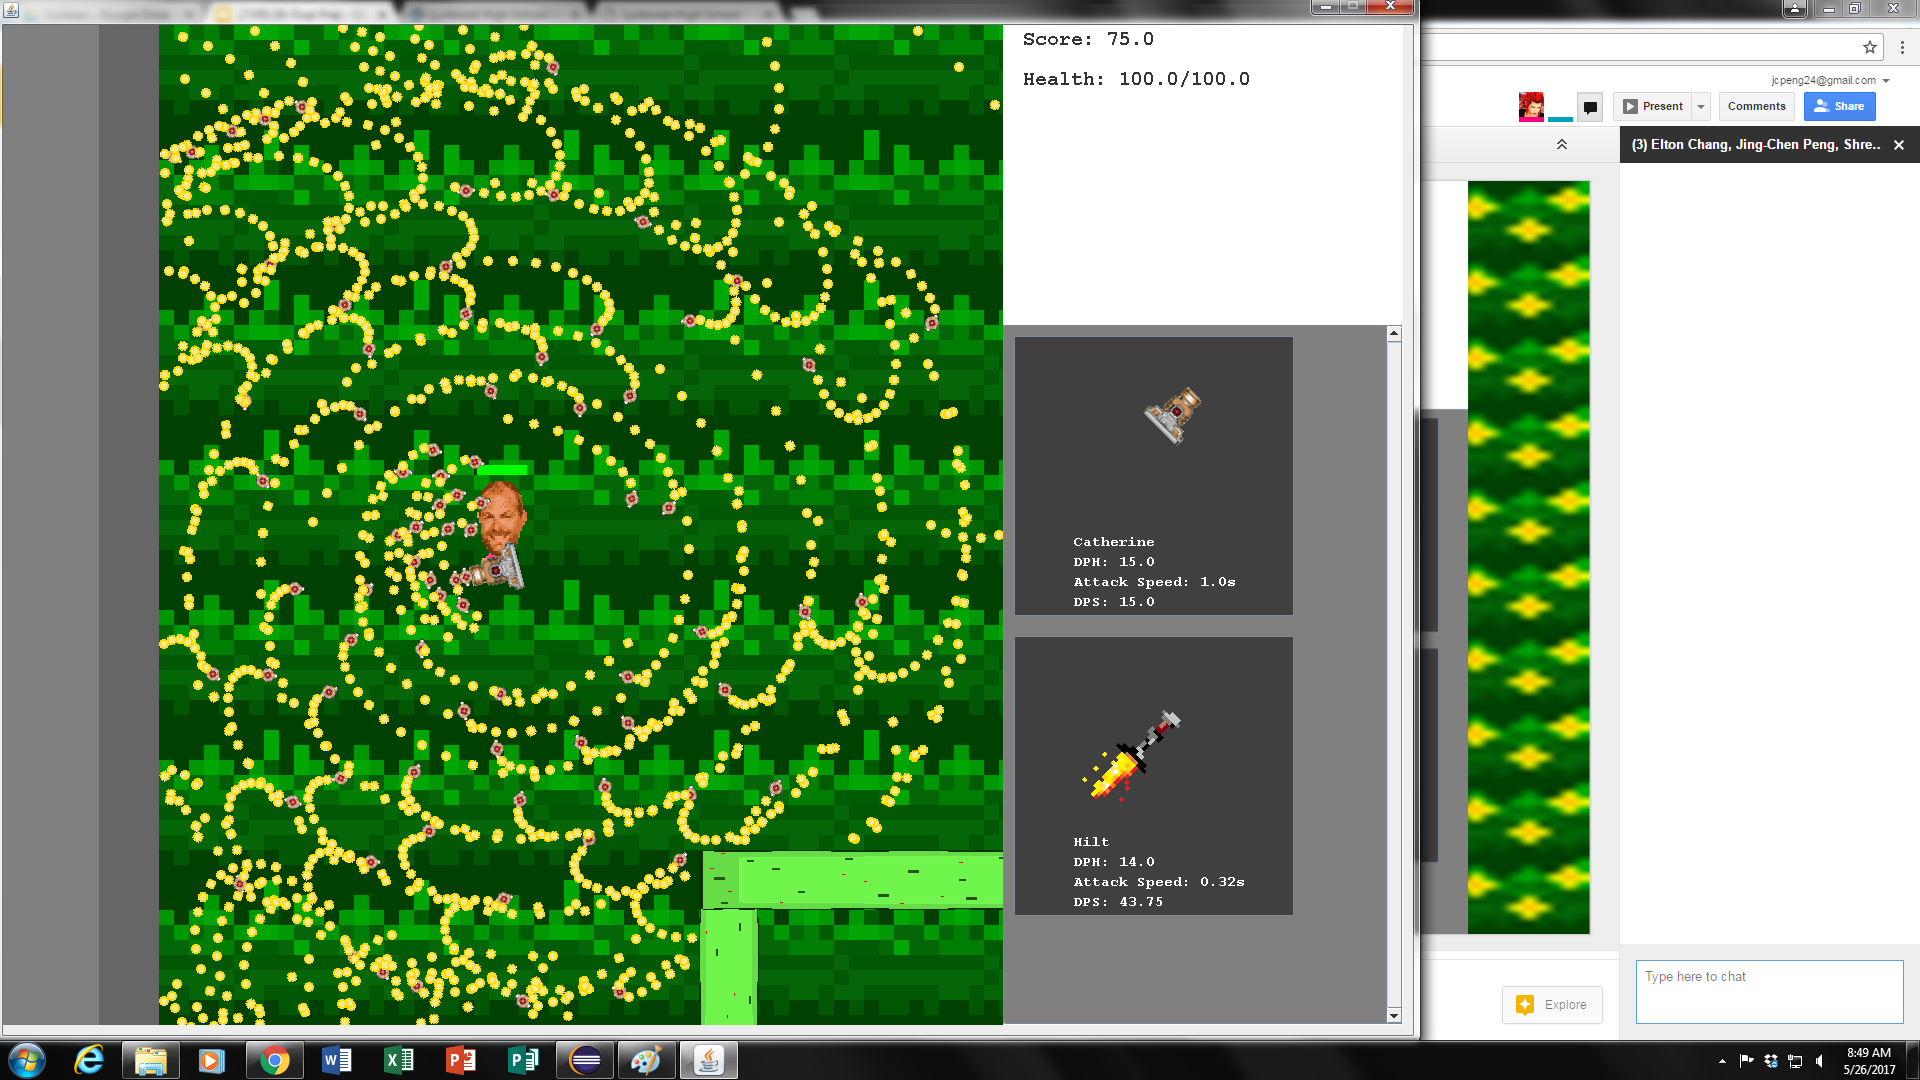 Score: 75.0
Health: 100.0/100.0
Catherine
DPH: 15.0
Attack Speed: 1.0s
DPS: 15.0
Hilt
DPH: 14.0
Attack Speed: 0.32s
DPS: 43.75
jcpeng24@gmail.com
Present
Comments
Share
(3) Elton Chang, Jing-Chen Peng, Shre..
Type here to chat
Explore
8:49 AM
5/26/2017